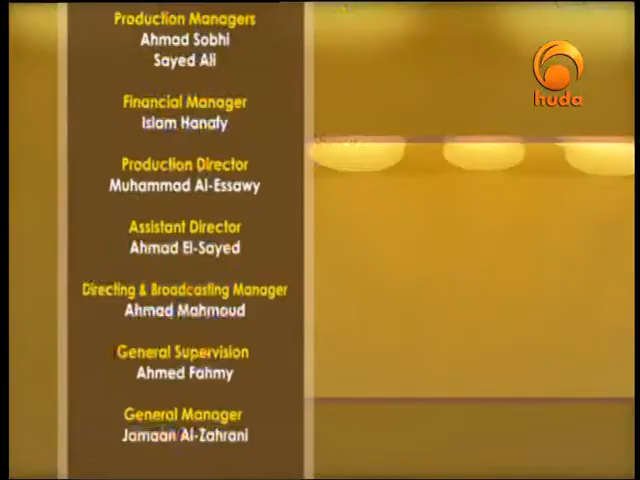 Production Managers
Ahmad Sobhi
Sayed Ali
Financial Manager
Islam Hanafy
Production Director
Muhammad Al-Essawy
Assistant Director
Ahmad El-Sayed
Directing & Broadcasting Manager
Ahmad Mahmoud
General Supervision
Ahmed Fahmy
General Manager
Jamaan Al-Zahrani
huda